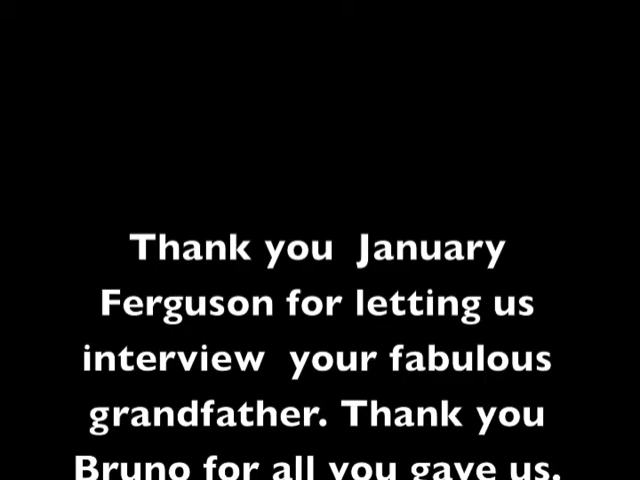 Thank you January
Ferguson for letting us
interview your fabulous
grandfather. Thank you
Bruno for all you gave us.